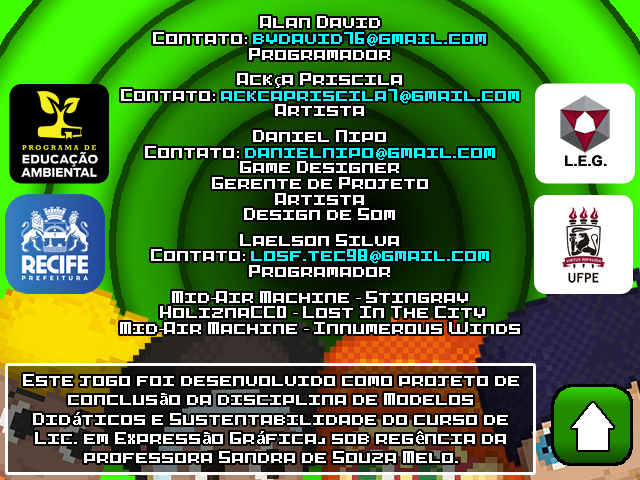 Alan David
Contato: bydavid76@gmail.com
Programador
Ackça Priscila
Contato: ackcapriscila7@gmail.com
Artista
Daniel Nipo
Contato: danielnipo@gmail.com
Game Designer
Gerente de Projeto
Artista
Design de Som
Laelson Silva
Contato: losf.tec98@gmail.com
Programador
Mid-Air Machine - Stingray
HoliznaCC0 - Lost In The City
Mid-Air Machine - Innumerous Winds
PROGRAMA DE
EDUCAÇÃO
AMBIENTAL
RECIFE
PREFEITURA
L.E.G.
VIRTUS IMPAVIDA
UFPE
Este jogo foi desenvolvido como projeto de
conclusão da disciplina de Modelos
Didáticos e Sustentabilidade do curso de
Lic. em Expressão Gráfica, sob regência da
professora Sandra de Souza Melo.